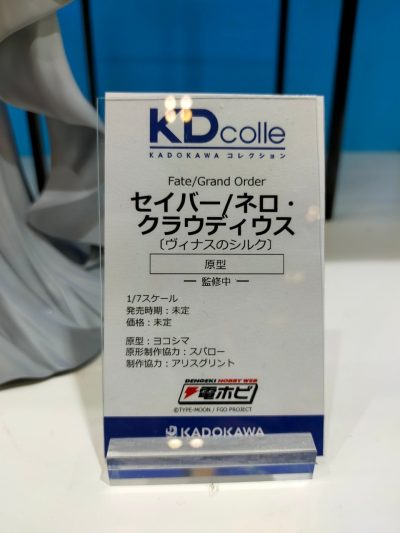 KDcolle
KADOKAWA コレクション
Fate/Grand Order
セイバー/ネロ・
クラウディウス
〔ヴィナスのシルク〕
原型
― 監修中 ―
1/7スケール
発売時期：未定
価格：未定
原型：ヨコシマ
原形制作協力：スパロー
制作協力：アリスグリント
DENGEKI HOBBY WEB
電ホビ
©TYPE-MOON / FGO PROJECT
KADOKAWA